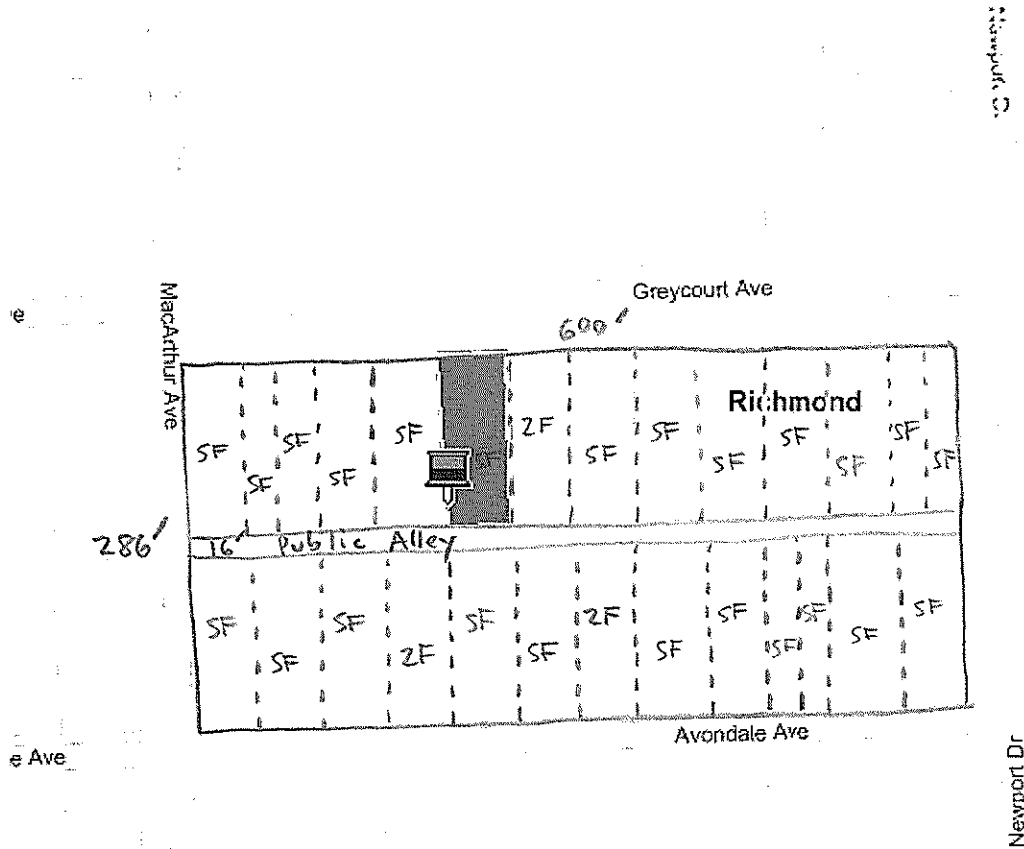 Greycourt Ave
600'
MacArthur Ave
e
Richmond
SF
SF
SF
SF
SF
SF
2F
SF
SF
SF
SF
SF
SF
SF
286'
16' Public Alley
SF
SF
SF
2F
SF
SF
2F
SF
SF
SF
SF
SF
SF
Avondale Ave
e Ave
Newport Dr